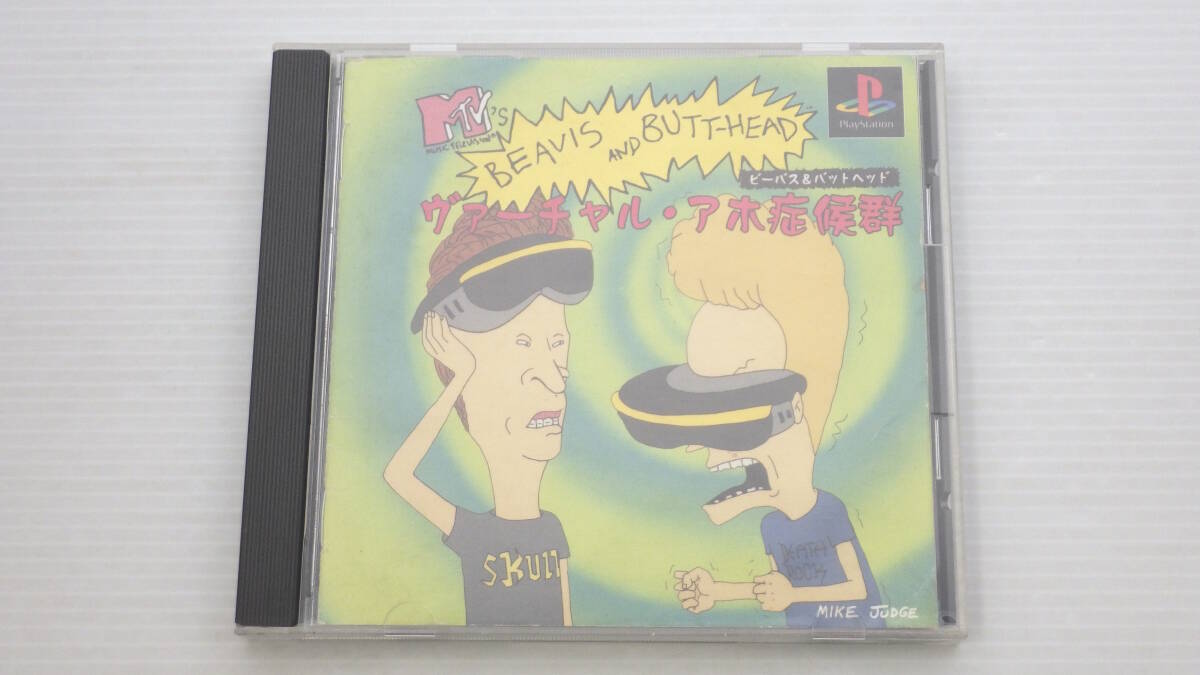 MTV'S
MUSIC TELEVISION
BEAVIS AND BUTT-HEAD
PlayStation
ビーバス&バットヘッド
ヴァーチャル・アホ症候群
SKULL
DEATH ROCK
MIKE JUDGE